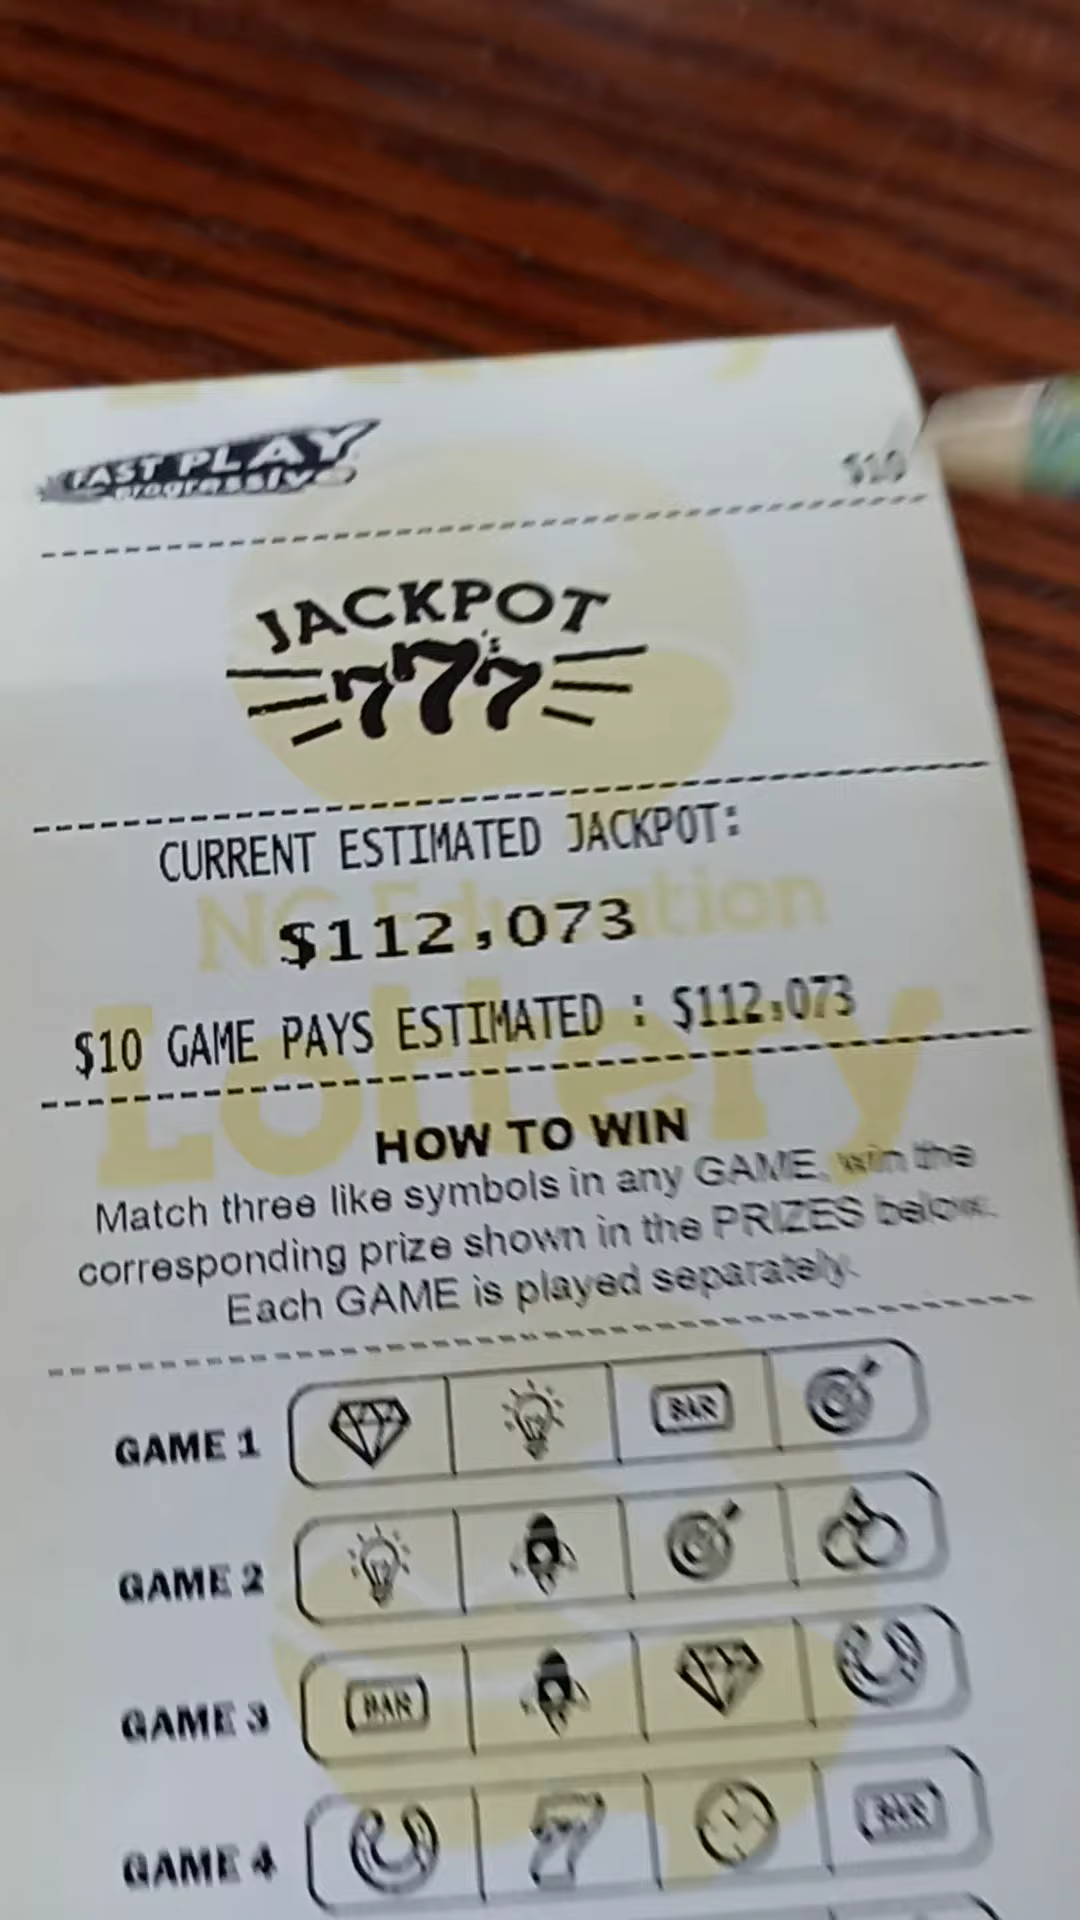 FAST PLAY
progressive
$10
JACKPOT
777's
CURRENT ESTIMATED JACKPOT:
$112,073
$10 GAME PAYS ESTIMATED : $112,073
NC Education
Lottery
HOW TO WIN
Match three like symbols in any GAME, win the
corresponding prize shown in the PRIZES below.
Each GAME is played separately.
GAME 1 BAR
GAME 2
GAME 3 BAR
GAME 4 7 BAR